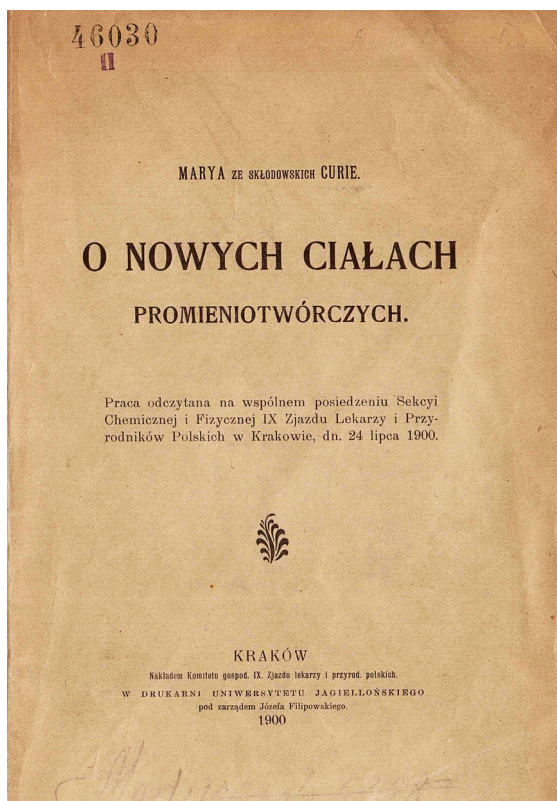 46030
II
MARYA ZE SKŁODOWSKICH CURIE.
O NOWYCH CIAŁACH
PROMIENIOTWÓRCZYCH.
Praca odczytana na wspólnem posiedzeniu Sekcyi
Chemicznej i Fizycznej IX Zjazdu Lekarzy i Przy-
rodników Polskich w Krakowie, dn. 24 lipca 1900.
KRAKÓW
Nakładem Komitetu gospod. IX. Zjazdu lekarzy i przyrod. polskich.
W DRUKARNI UNIWERSYTETU JAGIELLOŃSKIEGO
pod zarządem Józefa Filipowskiego.
1900